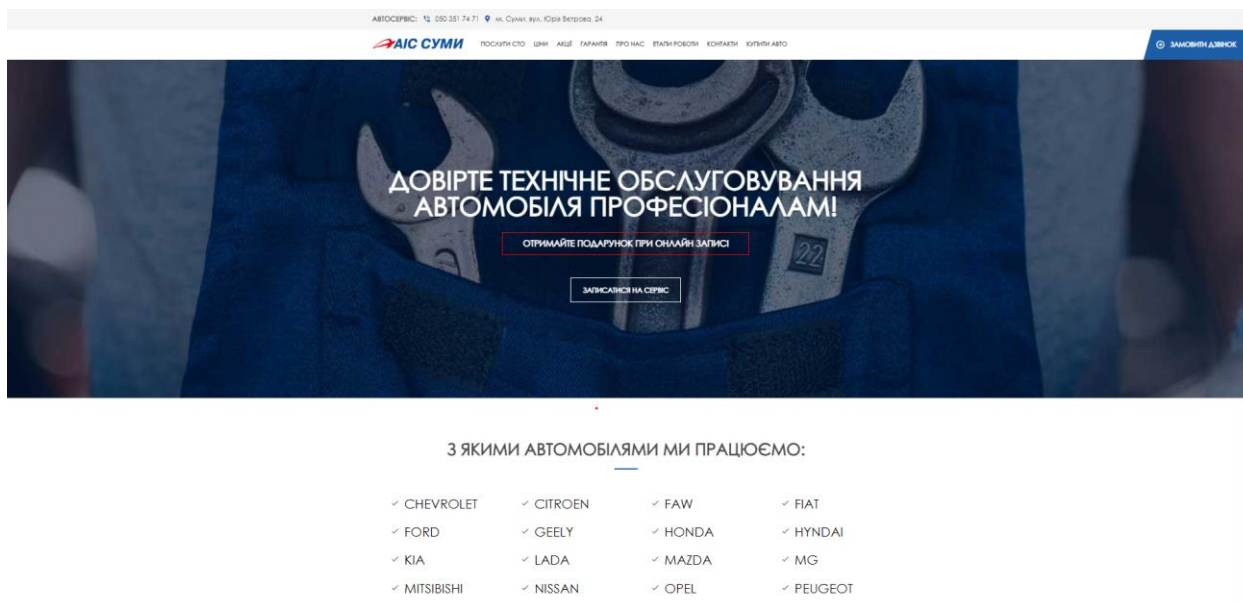 АВТОСЕРВІС: 050 351 74 71 м. Суми, вул. Юрія Вєтрова, 24
АІС СУМИ ПОСЛУГИ СТО ЦІНИ АКЦІЇ ГАРАНТІЯ ПРО НАС ЕТАПИ РОБОТИ КОНТАКТИ КУПИТИ АВТО ЗАМОВИТИ ДЗВІНОК
ДОВІРТЕ ТЕХНІЧНЕ ОБСЛУГОВУВАННЯ
АВТОМОБІЛЯ ПРОФЕСІОНАЛАМ!
ОТРИМАЙТЕ ПОДАРУНОК ПРИ ОНЛАЙН ЗАПИСІ
22
ЗАПИСАТИСЯ НА СЕРВІС
З ЯКИМИ АВТОМОБІЛЯМИ МИ ПРАЦЮЄМО:
CHEVROLET CITROEN FAW FIAT
FORD GEELY HONDA HYNDAI
KIA LADA MAZDA MG
MITSIBISHI NISSAN OPEL PEUGEOT